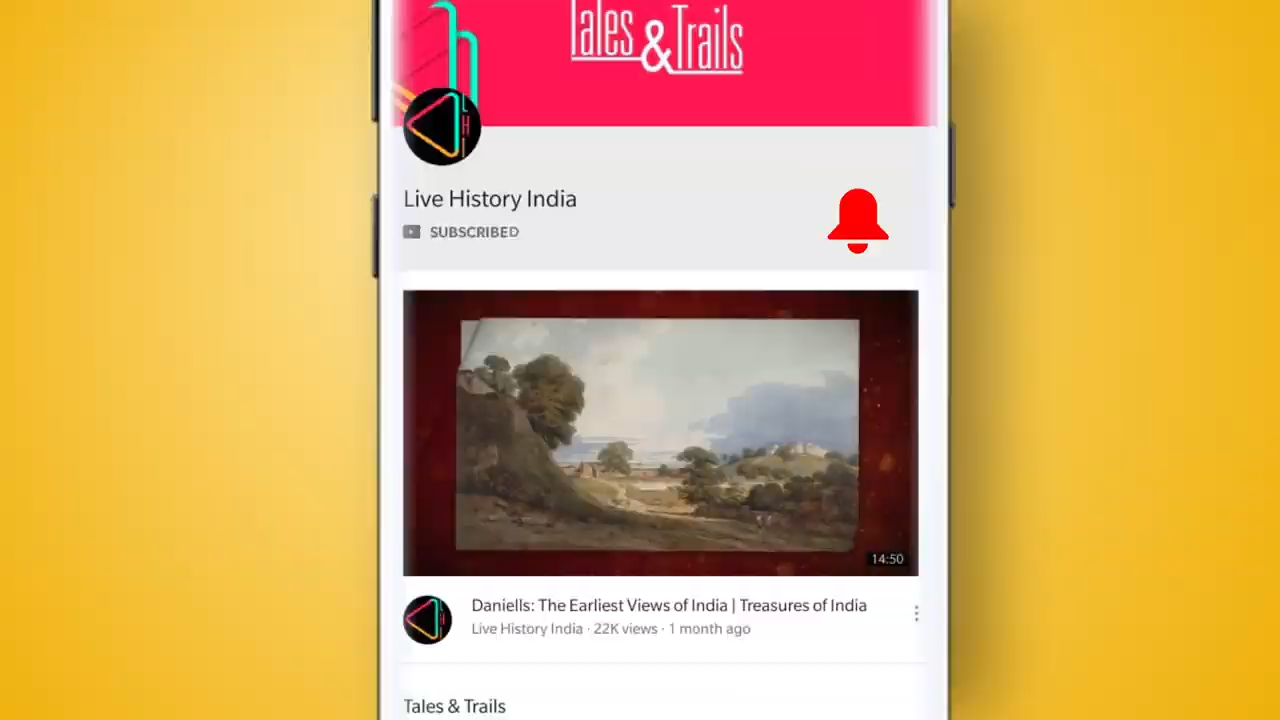 Tales & Trails
L
H
I
Live History India
SUBSCRIBED
14:50
Daniells: The Earliest Views of India | Treasures of India
Live History India · 22K views · 1 month ago
Tales & Trails